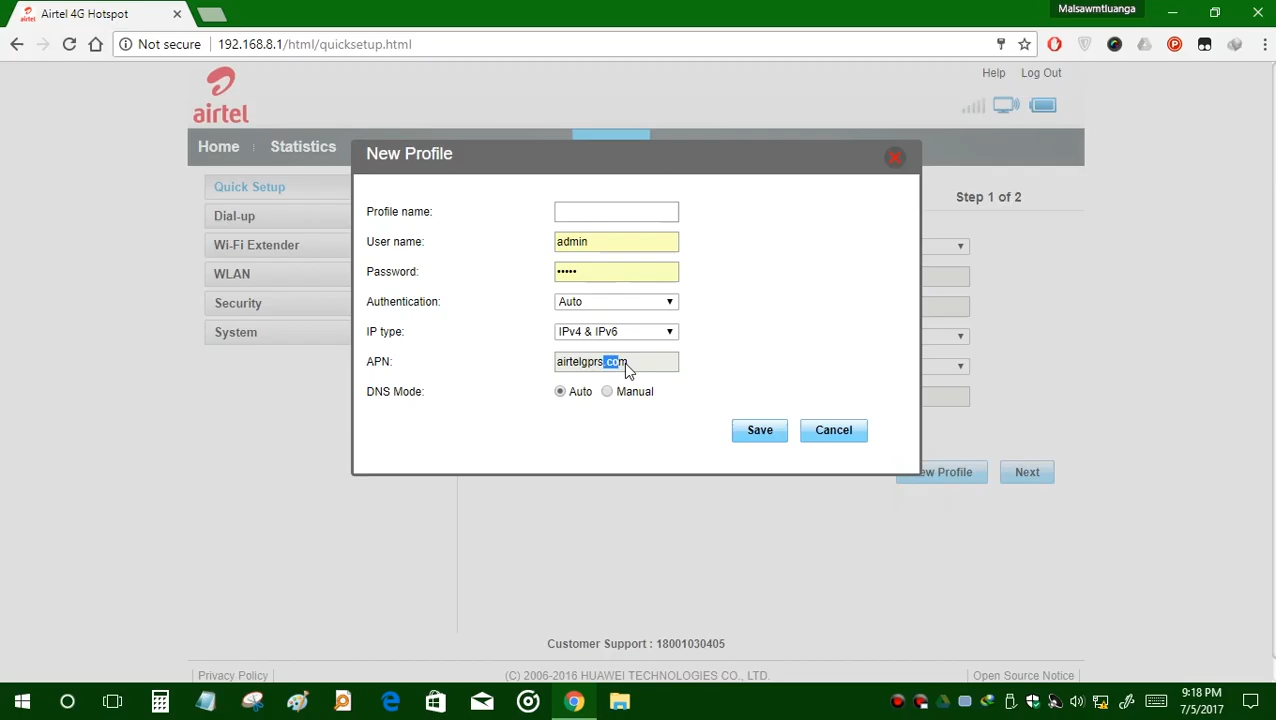 Airtel 4G Hotspot
Malsawmtluanga
Not secure
192.168.8.1/html/quicksetup.html
Help
Log Out
airtel
Home
Statistics
New Profile
Quick Setup
Step 1 of 2
Profile name:
Dial-up
User name:
admin
Wi-Fi Extender
Password:
•••••
WLAN
Authentication:
Auto
Security
IP type:
IPv4 & IPv6
System
APN:
airtelgprs.com
DNS Mode:
Auto
Manual
Save
Cancel
ew Profile
Next
Customer Support : 18001030405
Privacy Policy
(C) 2006-2016 HUAWEI TECHNOLOGIES CO., LTD.
Open Source Notice
9:18 PM
7/5/2017